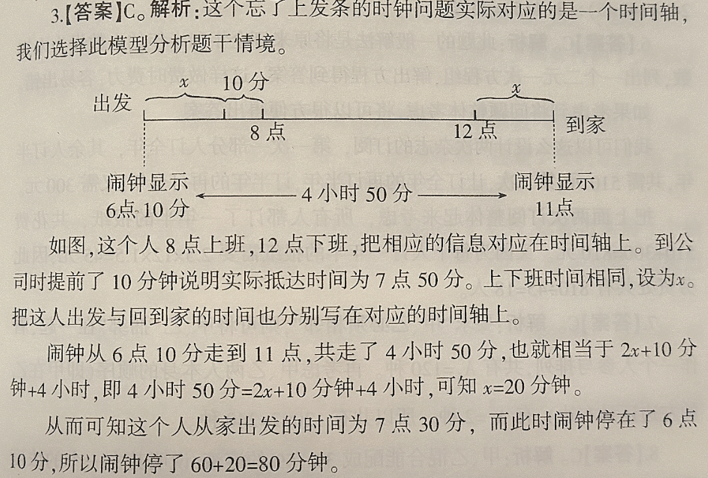 3.【答案】C。解析：这个忘了上发条的时钟问题实际对应的是一个时间轴，
我们选择此模型分析题干情境。
x 10 分 x
出发 8 点 12 点 到家
闹钟显示 闹钟显示
6点 10 分 4 小时 50 分 11点
如图，这个人 8 点上班，12 点下班，把相应的信息对应在时间轴上。到公
司时提前了 10 分钟说明实际抵达时间为 7 点 50 分。上下班时间相同，设为x。
把这人出发与回到家的时间也分别写在对应的时间轴上。
闹钟从 6 点 10 分走到 11 点，共走了 4 小时 50 分，也就相当于 2x+10 分
钟+4 小时，即 4 小时 50 分=2x+10 分钟+4 小时，可知 x=20 分钟。
从而可知这个人从家出发的时间为 7 点 30 分，而此时闹钟停在了 6 点
10 分，所以闹钟停了 60+20=80 分钟。